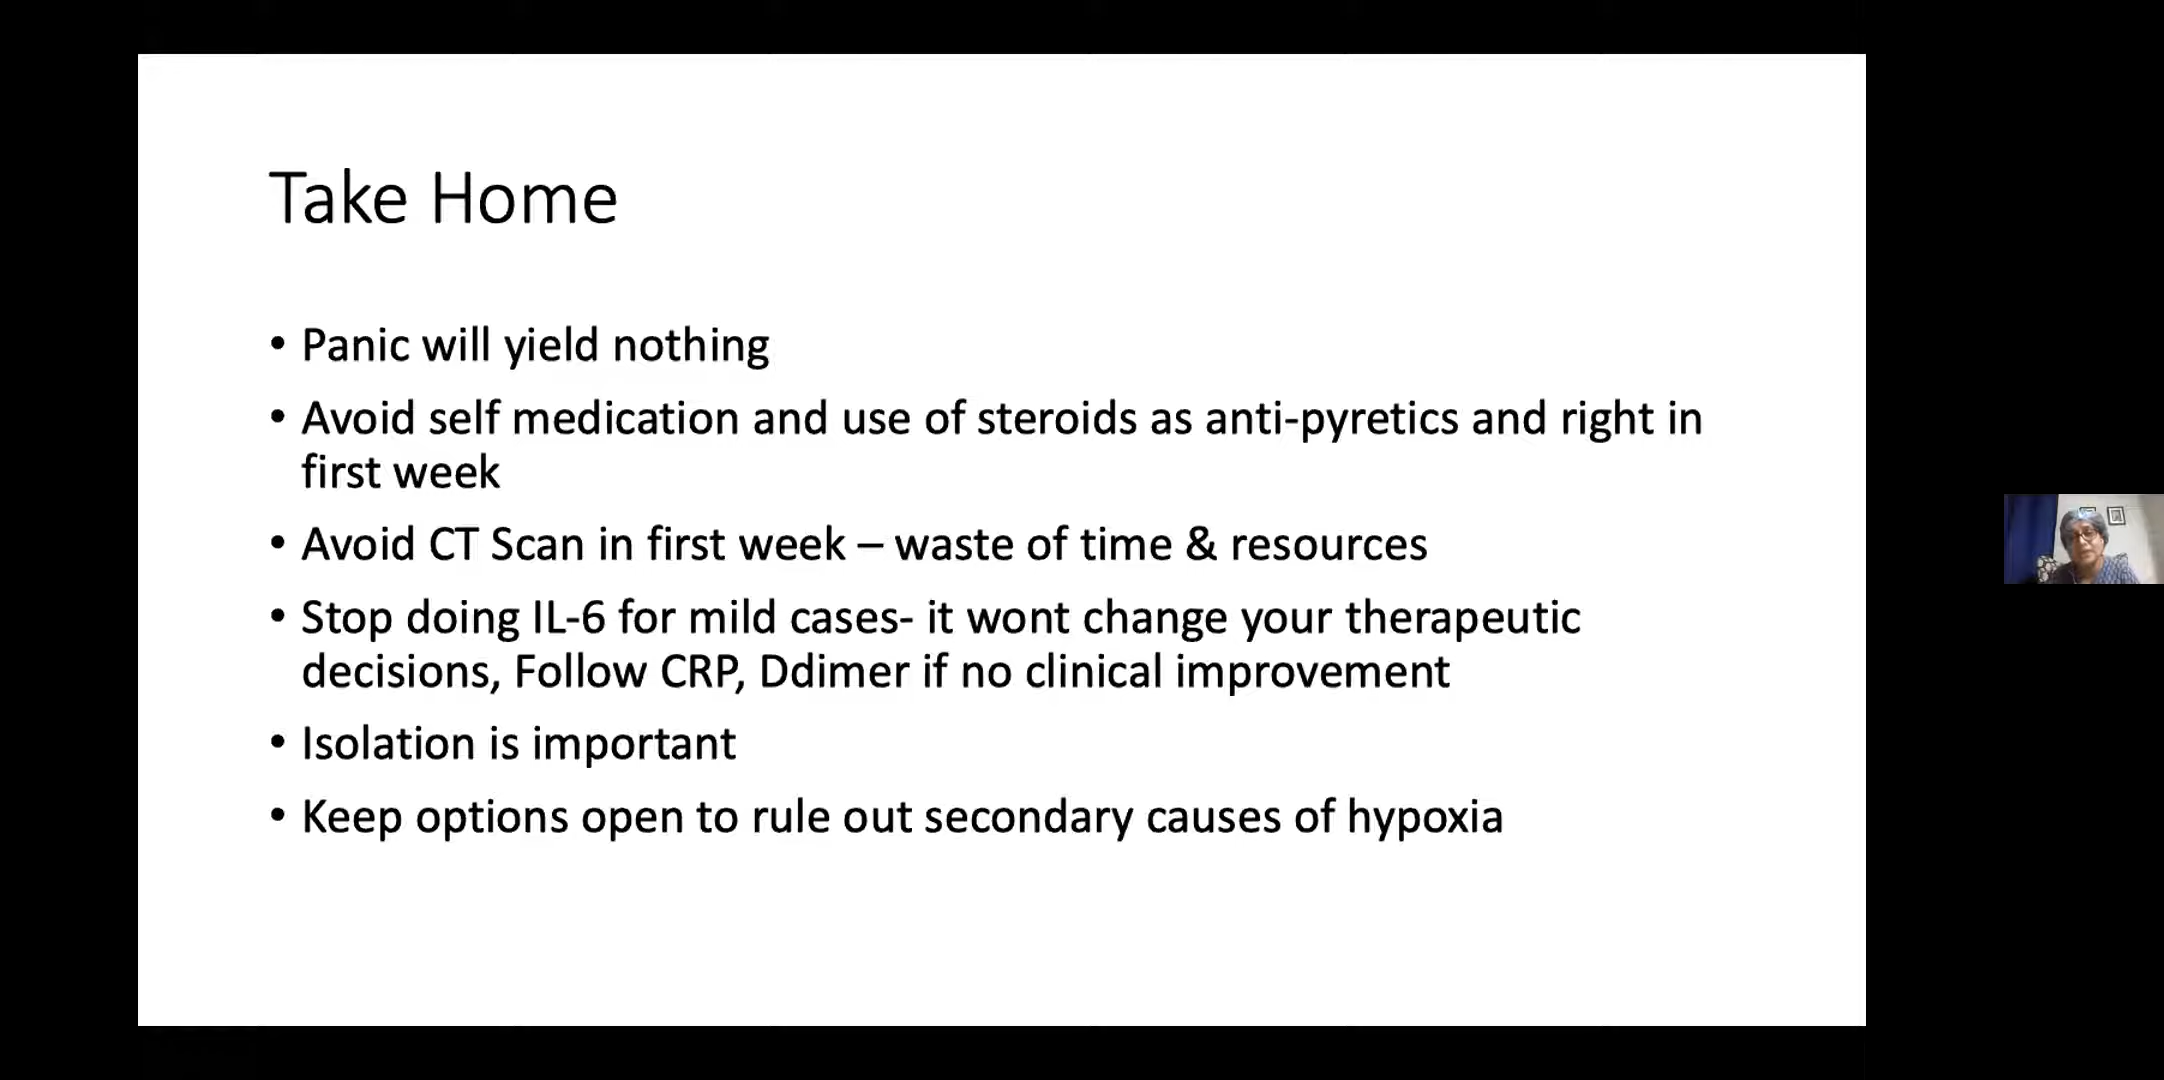 Take Home
• Panic will yield nothing
• Avoid self medication and use of steroids as anti-pyretics and right in
first week
• Avoid CT Scan in first week – waste of time & resources
• Stop doing IL-6 for mild cases- it wont change your therapeutic
decisions, Follow CRP, Ddimer if no clinical improvement
• Isolation is important
• Keep options open to rule out secondary causes of hypoxia